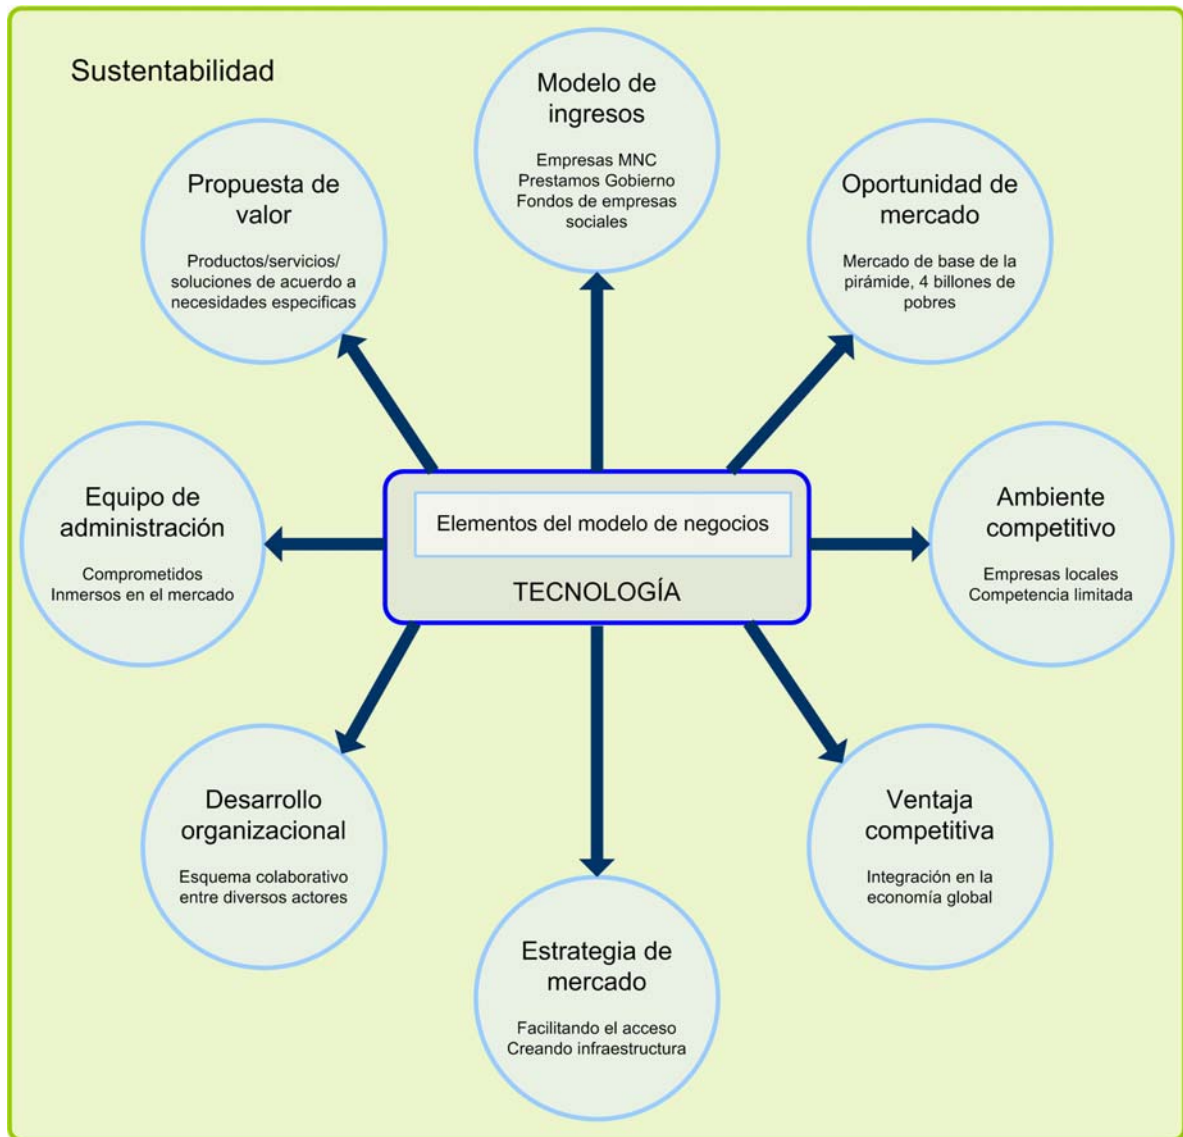 Sustentabilidad
Modelo de
ingresos
Empresas MNC
Prestamos Gobierno
Fondos de empresas
sociales
Propuesta de
valor
Productos/servicios/
soluciones de acuerdo a
necesidades especificas
Oportunidad de
mercado
Mercado de base de la
pirámide, 4 billones de
pobres
Equipo de
administración
Comprometidos
Inmersos en el mercado
Elementos del modelo de negocios
TECNOLOGÍA
Ambiente
competitivo
Empresas locales
Competencia limitada
Desarrollo
organizacional
Esquema colaborativo
entre diversos actores
Ventaja
competitiva
Integración en la
economía global
Estrategia de
mercado
Facilitando el acceso
Creando infraestructura